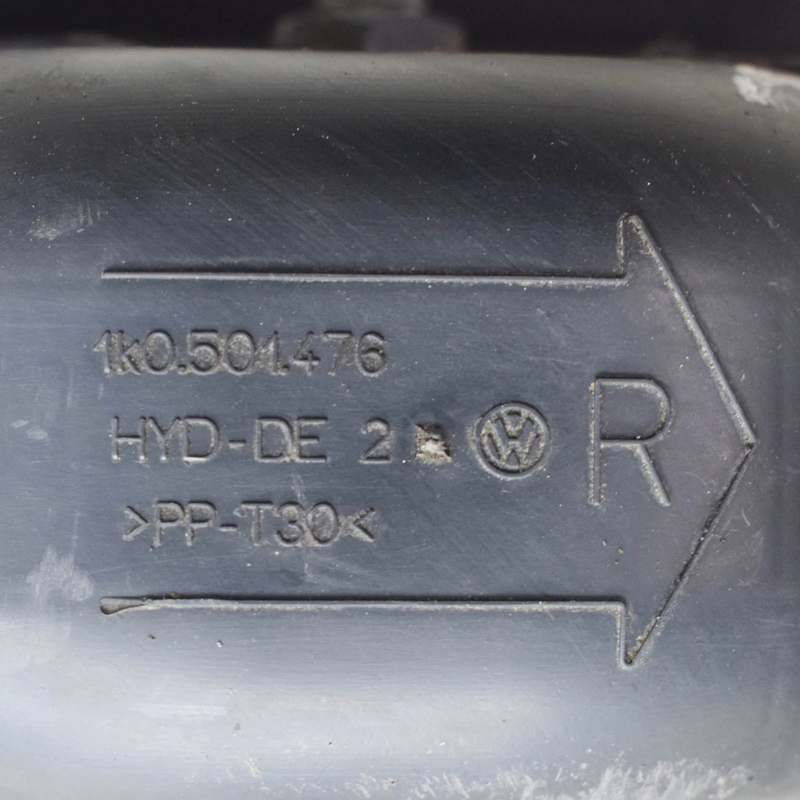 1k0.501.476
HYD-DE 2
R
>PP-T30<